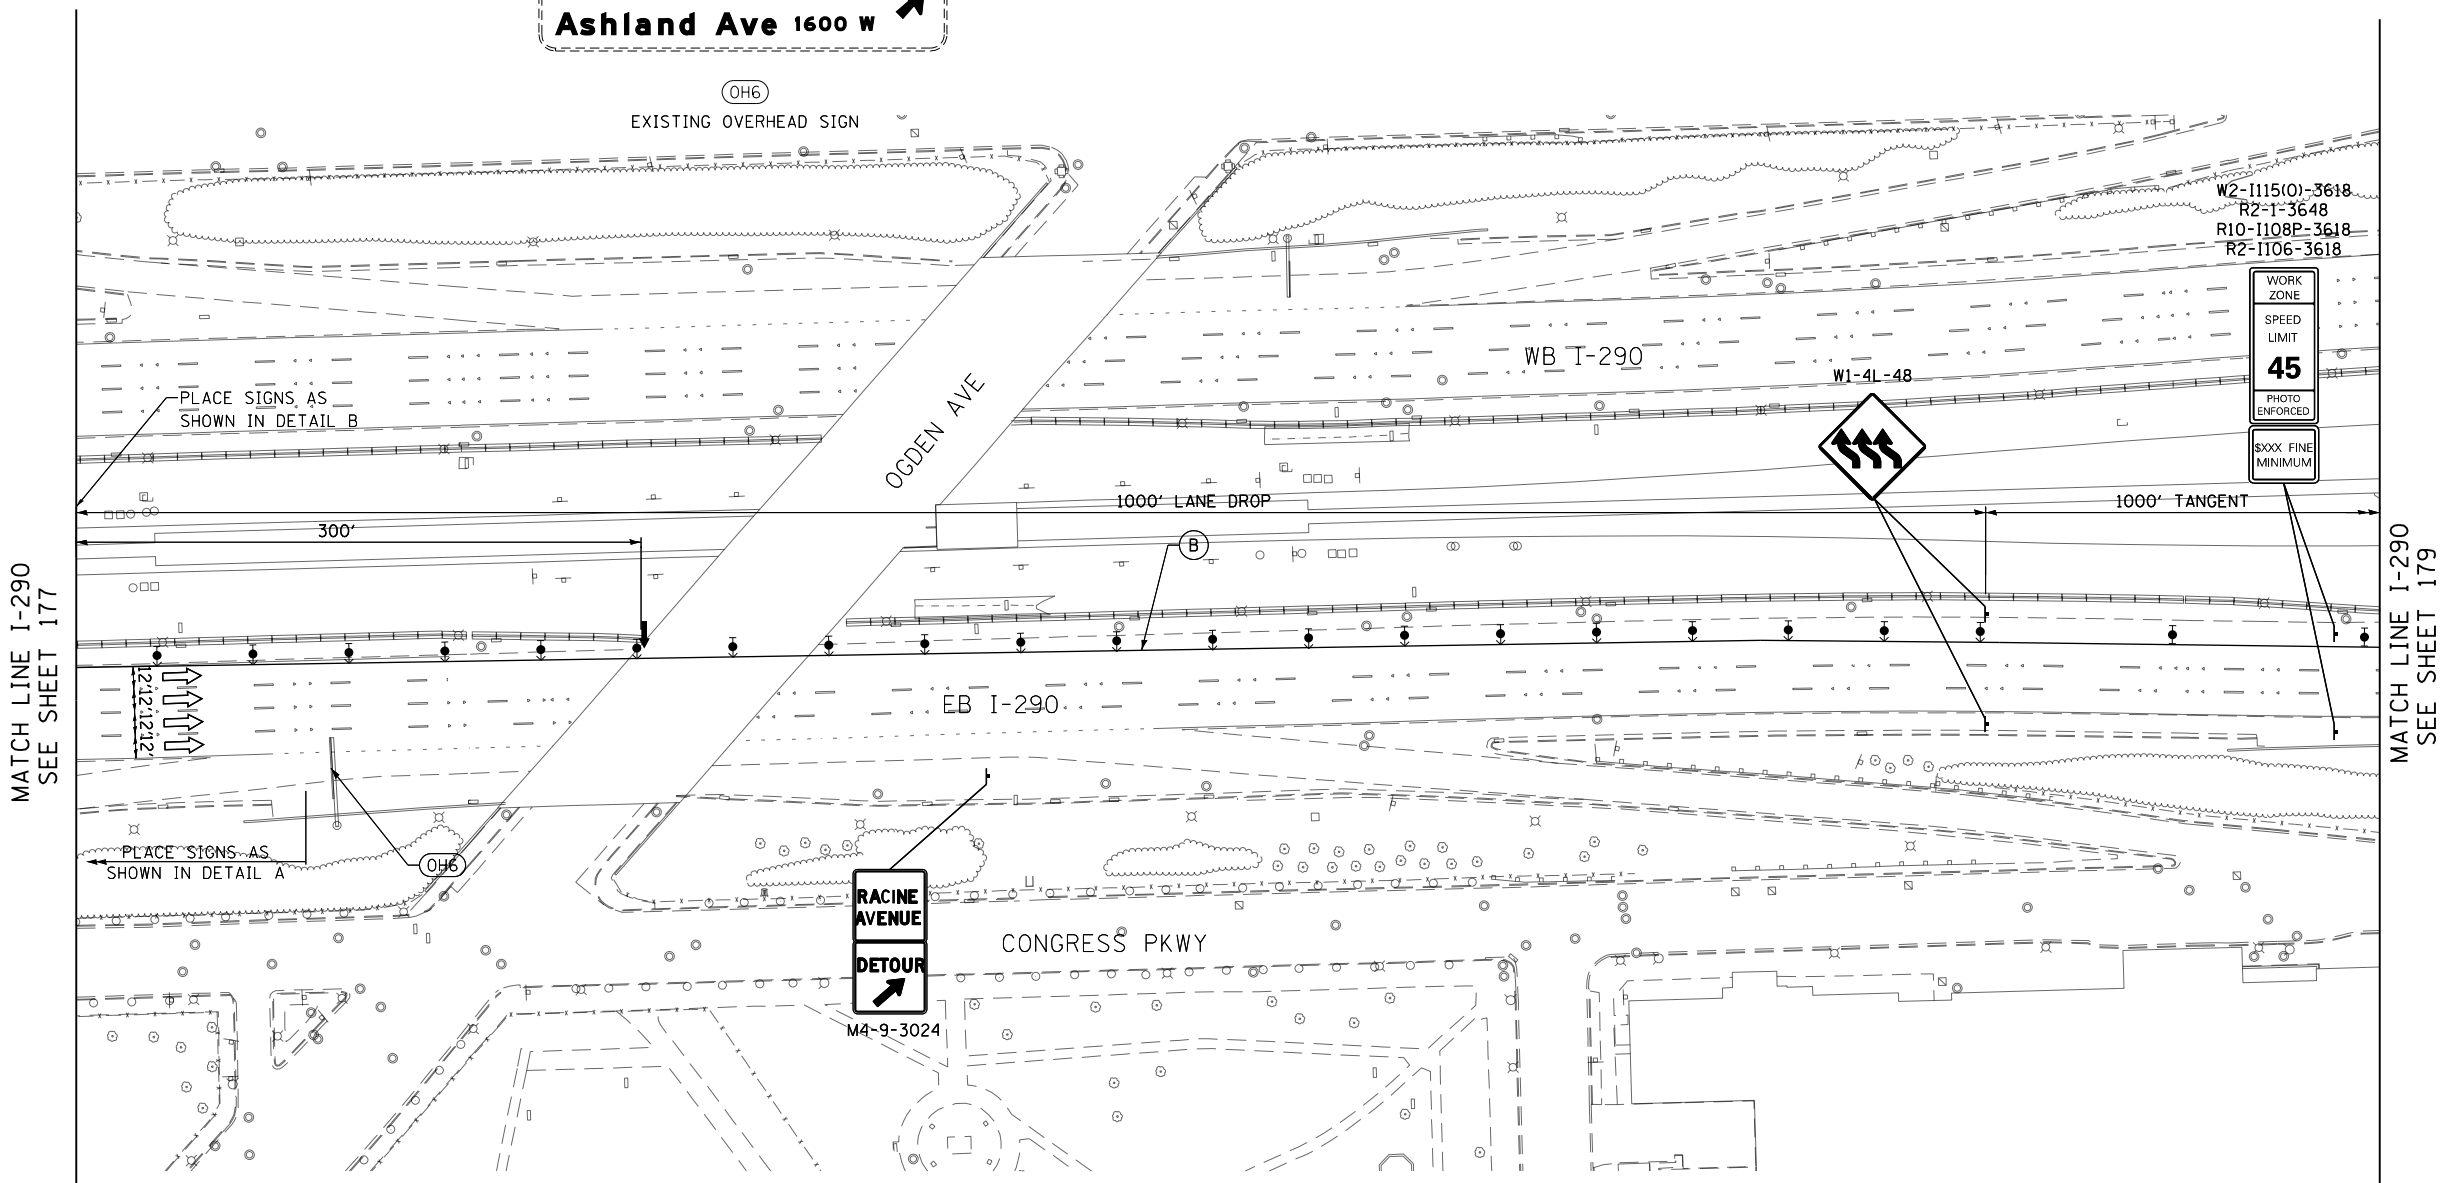 Ashland Ave 1600 W
OH6
EXISTING OVERHEAD SIGN
W2-I115(O)-3618
R2-I-3648
R10-I108P-3618
R2-I106-3618
WORK
ZONE
SPEED
LIMIT
45
PHOTO
ENFORCED
$XXX FINE
MINIMUM
WB I-290
W1-4L-48
PLACE SIGNS AS
SHOWN IN DETAIL B
OGDEN AVE
1000' LANE DROP
1000' TANGENT
300'
B
MATCH LINE I-290
SEE SHEET 177
MATCH LINE I-290
SEE SHEET 179
12'12'12'12'
EB I-290
PLACE SIGNS AS
SHOWN IN DETAIL A
OH6
RACINE
AVENUE
DETOUR
M4-9-3024
CONGRESS PKWY